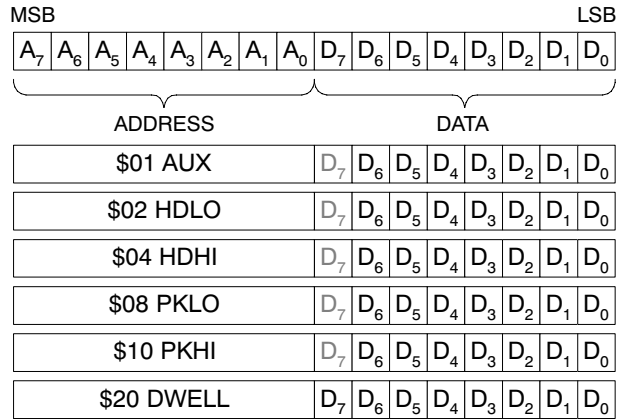 MSB LSB
A7 A6 A5 A4 A3 A2 A1 A0 D7 D6 D5 D4 D3 D2 D1 D0
ADDRESS DATA
$01 AUX D7 D6 D5 D4 D3 D2 D1 D0
$02 HDLO D7 D6 D5 D4 D3 D2 D1 D0
$04 HDHI D7 D6 D5 D4 D3 D2 D1 D0
$08 PKLO D7 D6 D5 D4 D3 D2 D1 D0
$10 PKHI D7 D6 D5 D4 D3 D2 D1 D0
$20 DWELL D7 D6 D5 D4 D3 D2 D1 D0